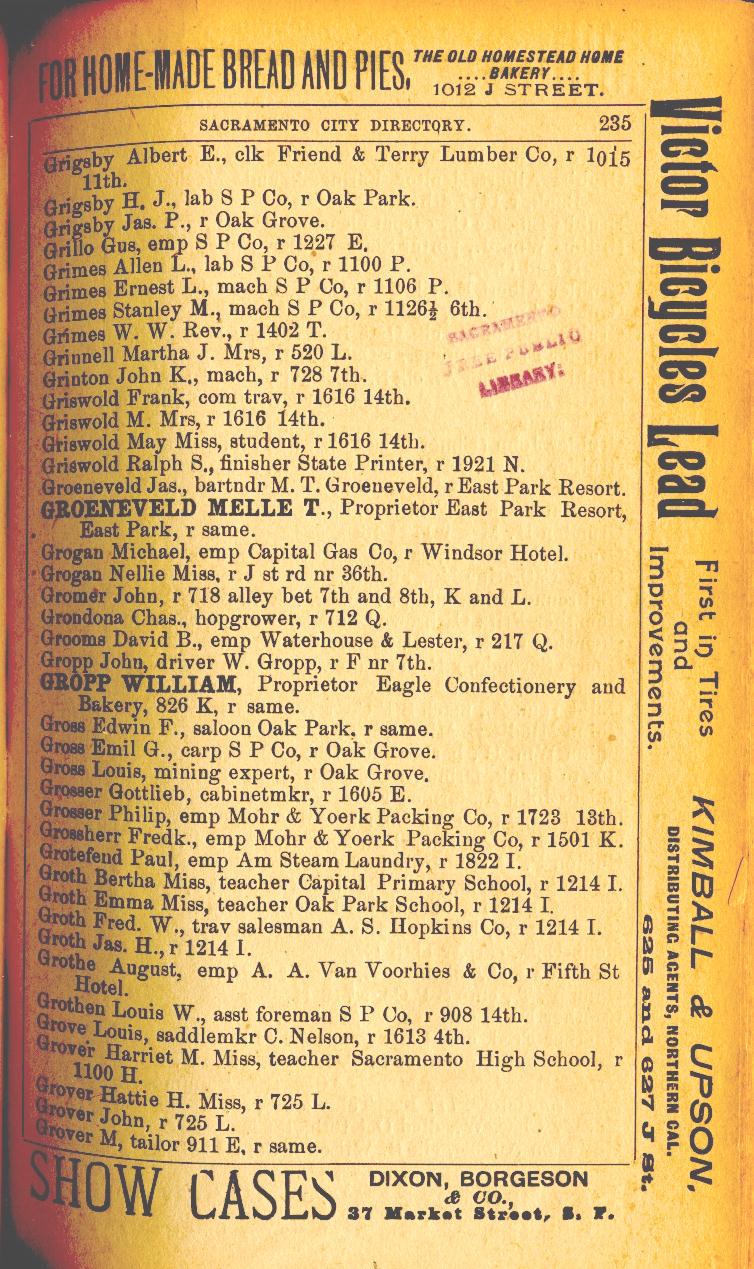 FOR HOME-MADE BREAD AND PIES, THE OLD HOMESTEAD HOME
....BAKERY....
1012 J STREET.
SACRAMENTO CITY DIRECTORY. 235
Grigsby Albert E., clk Friend & Terry Lumber Co, r 1015
11th.
Grigsby H. J., lab S P Co, r Oak Park.
Grigsby Jas. P., r Oak Grove.
Grillo Gus, emp S P Co, r 1227 E.
Grimes Allen L., lab S P Co, r 1100 P.
Grimes Ernest L., mach S P Co, r 1106 P.
Grimes Stanley M., mach S P Co, r 1126½ 6th.
Grimes W. W. Rev., r 1402 T.
Grinnell Martha J. Mrs, r 520 L.
Grinton John K., mach, r 728 7th.
Griswold Frank, com trav, r 1616 14th.
Griswold M. Mrs, r 1616 14th.
Griswold May Miss, student, r 1616 14th.
Griswold Ralph S., finisher State Printer, r 1921 N.
Groeneveld Jas., bartndr M. T. Groeneveld, r East Park Resort.
GROENEVELD MELLE T., Proprietor East Park Resort,
East Park, r same.
Grogan Michael, emp Capital Gas Co, r Windsor Hotel.
Grogan Nellie Miss, r J st rd nr 36th.
Gromer John, r 718 alley bet 7th and 8th, K and L.
Grondona Chas., hopgrower, r 712 Q.
Grooms David B., emp Waterhouse & Lester, r 217 Q.
Gropp John, driver W. Gropp, r F nr 7th.
GROPP WILLIAM, Proprietor Eagle Confectionery and
Bakery, 826 K, r same.
Gross Edwin F., saloon Oak Park, r same.
Gross Emil G., carp S P Co, r Oak Grove.
Gross Louis, mining expert, r Oak Grove.
Grosser Gottlieb, cabinetmkr, r 1605 E.
Grosser Philip, emp Mohr & Yoerk Packing Co, r 1723 13th.
Grossherr Fredk., emp Mohr & Yoerk Packing Co, r 1501 K.
Grotefend Paul, emp Am Steam Laundry, r 1822 I.
Groth Bertha Miss, teacher Capital Primary School, r 1214 I.
Groth Emma Miss, teacher Oak Park School, r 1214 I.
Groth Fred. W., trav salesman A. S. Hopkins Co, r 1214 I.
Groth Jas. H., r 1214 I.
Grothe August, emp A. A. Van Voorhies & Co, r Fifth St
Hotel.
Grothen Louis W., asst foreman S P Co, r 908 14th.
Grove Louis, saddlemkr C. Nelson, r 1613 4th.
Grover Harriet M. Miss, teacher Sacramento High School, r
1100 H.
Grover Hattie H. Miss, r 725 L.
Grover John, r 725 L.
Grover M, tailor 911 E, r same.
SACRAMENTO
FREE PUBLIC
LIBRARY.
Victor Bicycles Lead
First in Tires
and
Improvements.
KIMBALL & UPSON,
DISTRIBUTING AGENTS, NORTHERN CAL.
625 and 627 J St.
SHOW CASES DIXON, BORGESON
& CO.,
37 Market Street, S. F.